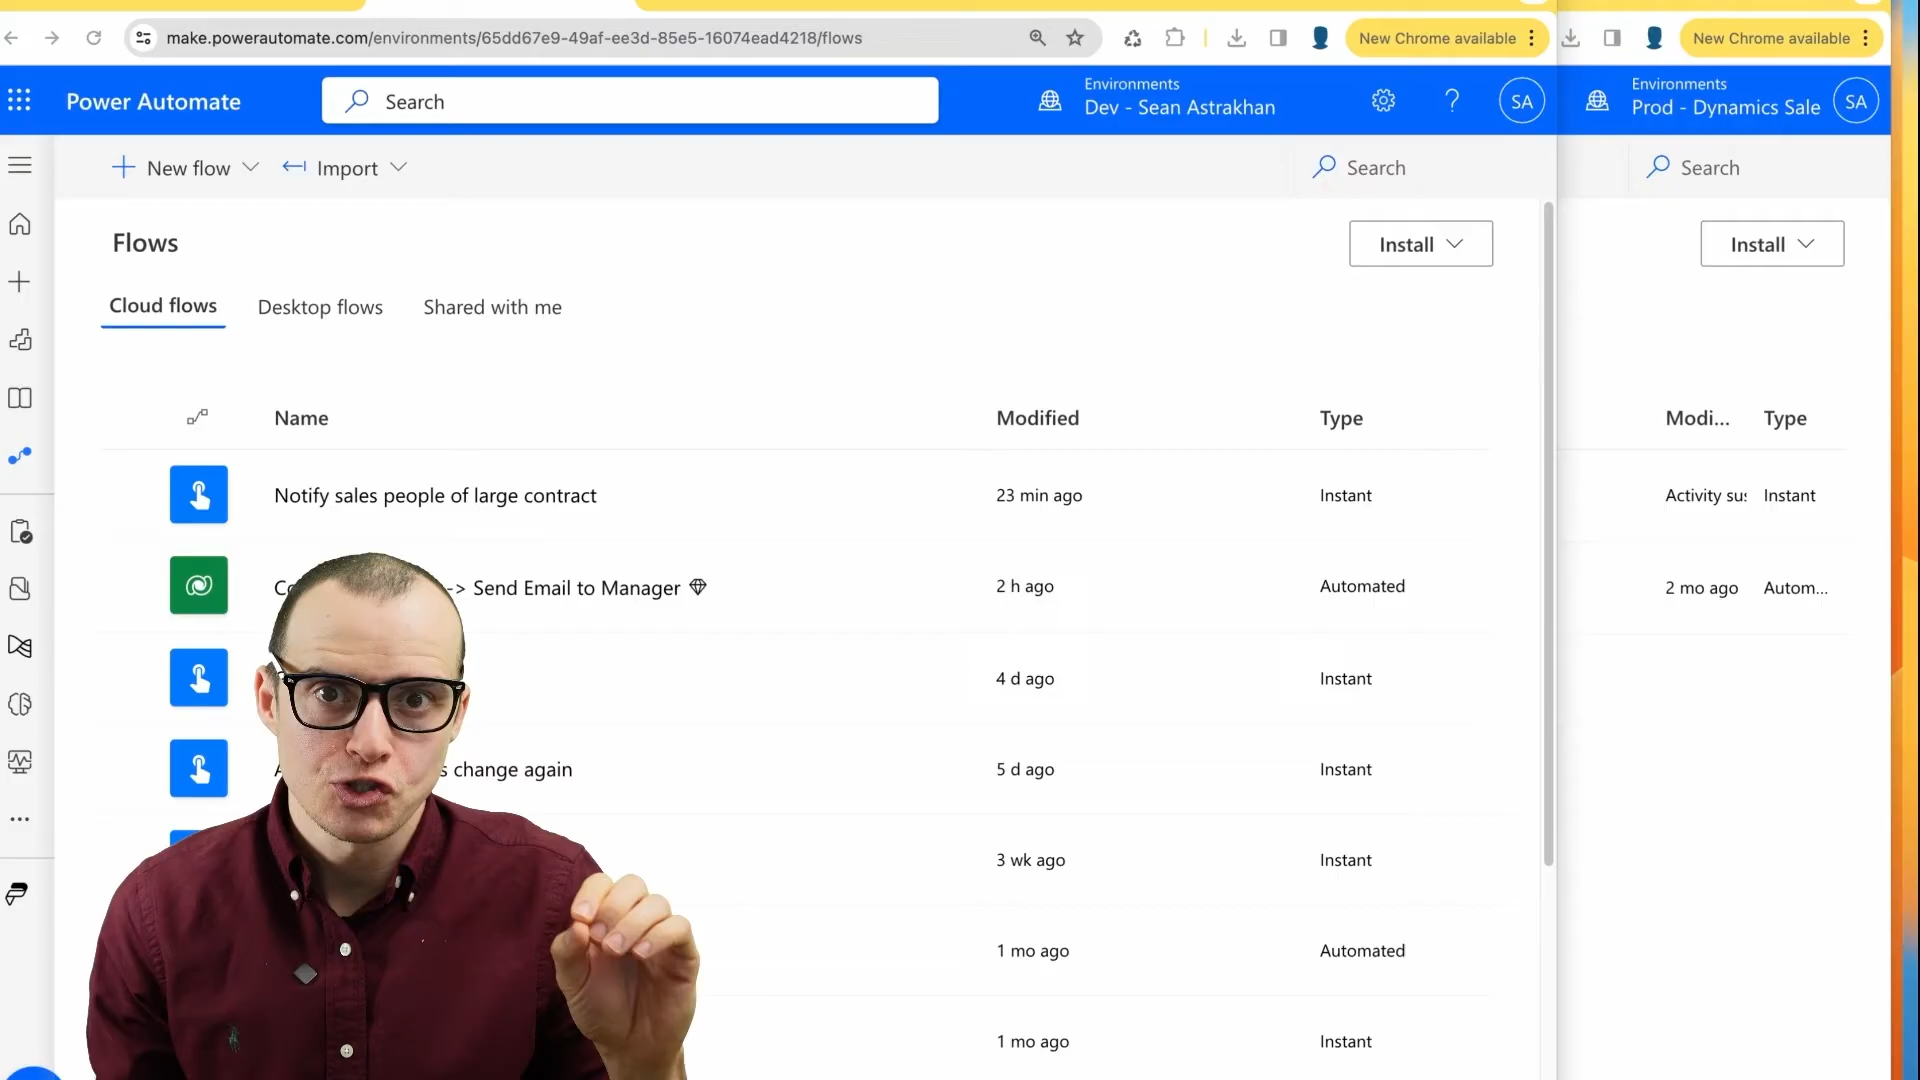 make.powerautomate.com/environments/65dd67e9-49af-ee3d-85e5-16074ead4218/flows
New Chrome available
New Chrome available
Power Automate
Search
Environments
Dev - Sean Astrakhan
SA
Environments
Prod - Dynamics Sale
SA
New flow
Import
Search
Search
Flows
Install
Install
Cloud flows
Desktop flows
Shared with me
Name
Modified
Type
Modi...
Type
Notify sales people of large contract
23 min ago
Instant
Activity
Instant
-> Send Email to Manager
2 h ago
Automated
2 mo ago
Autom...
4 d ago
Instant
change again
5 d ago
Instant
3 wk ago
Instant
1 mo ago
Automated
1 mo ago
Instant